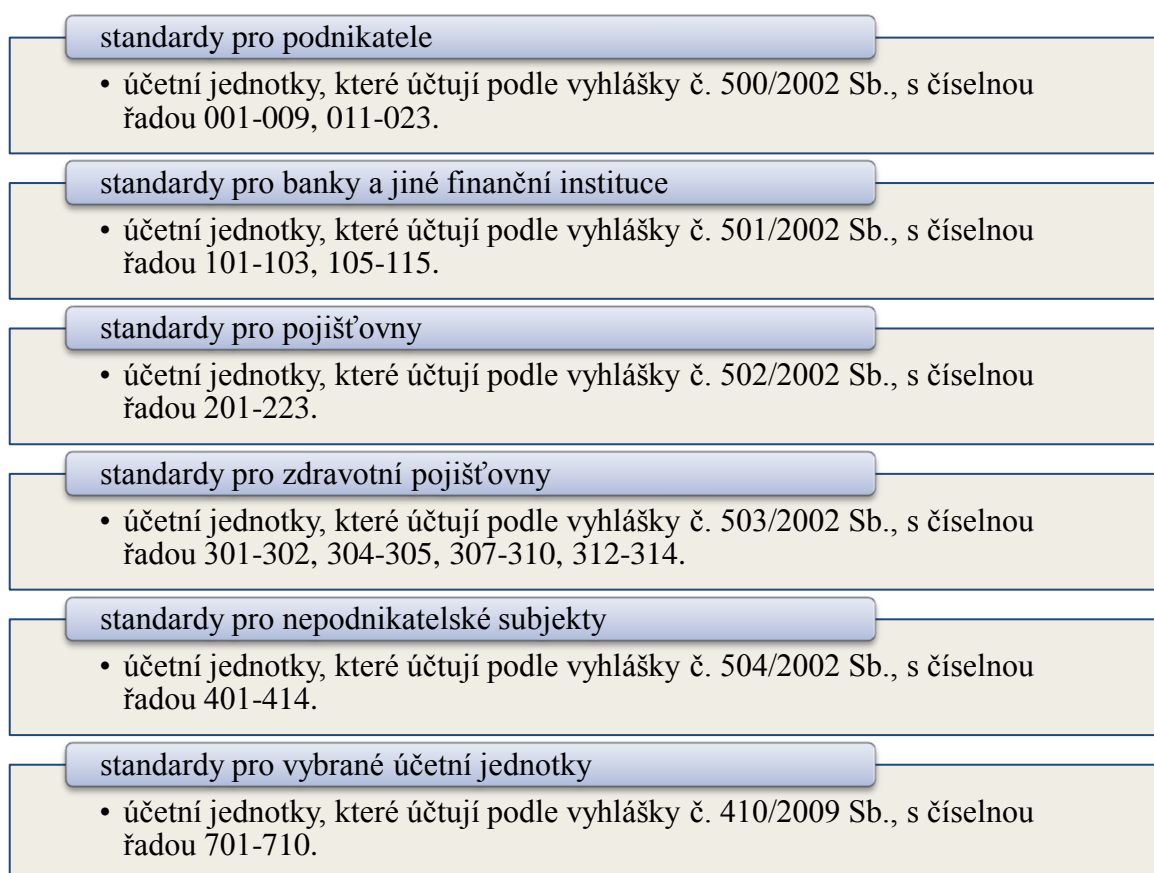 standardy pro podnikatele
• účetní jednotky, které účtují podle vyhlášky č. 500/2002 Sb., s číselnou
řadou 001-009, 011-023.
standardy pro banky a jiné finanční instituce
• účetní jednotky, které účtují podle vyhlášky č. 501/2002 Sb., s číselnou
řadou 101-103, 105-115.
standardy pro pojišťovny
• účetní jednotky, které účtují podle vyhlášky č. 502/2002 Sb., s číselnou
řadou 201-223.
standardy pro zdravotní pojišťovny
• účetní jednotky, které účtují podle vyhlášky č. 503/2002 Sb., s číselnou
řadou 301-302, 304-305, 307-310, 312-314.
standardy pro nepodnikatelské subjekty
• účetní jednotky, které účtují podle vyhlášky č. 504/2002 Sb., s číselnou
řadou 401-414.
standardy pro vybrané účetní jednotky
• účetní jednotky, které účtují podle vyhlášky č. 410/2009 Sb., s číselnou
řadou 701-710.